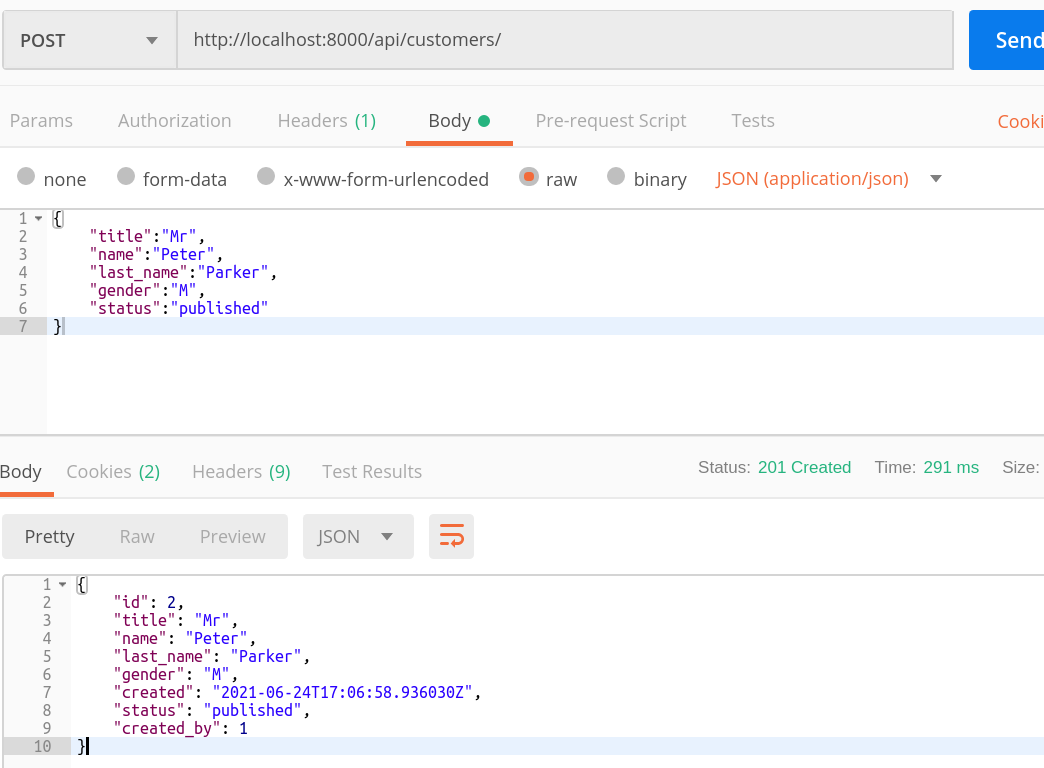 POST http://localhost:8000/api/customers/ Send
Params Authorization Headers (1) Body Pre-request Script Tests Cooki
none form-data x-www-form-urlencoded raw binary JSON (application/json)
1 {
2 "title":"Mr",
3 "name":"Peter",
4 "last_name":"Parker",
5 "gender":"M",
6 "status":"published"
7 }
Body Cookies (2) Headers (9) Test Results Status: 201 Created Time: 291 ms Size:
Pretty Raw Preview JSON
1 {
2 "id": 2,
3 "title": "Mr",
4 "name": "Peter",
5 "last_name": "Parker",
6 "gender": "M",
7 "created": "2021-06-24T17:06:58.936030Z",
8 "status": "published",
9 "created_by": 1
10 }